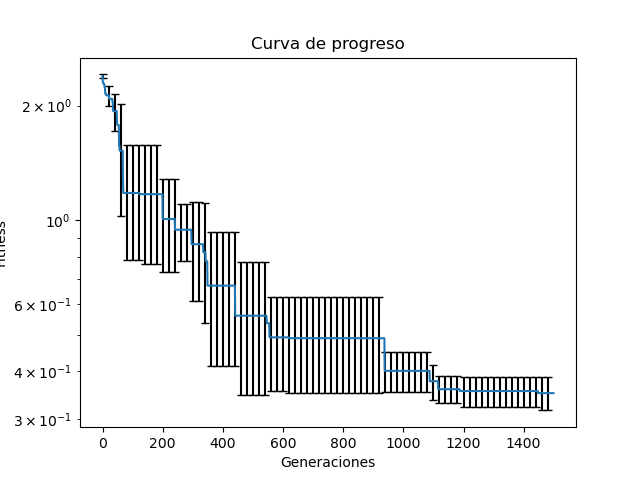 Curva de progreso
2 × 10⁰
10⁰
6 × 10⁻¹
4 × 10⁻¹
3 × 10⁻¹
0 200 400 600 800 1000 1200 1400
Generaciones